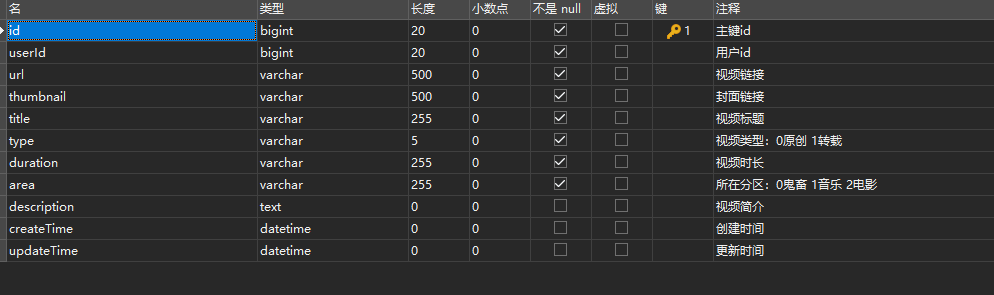 名 类型 长度 小数点 不是 null 虚拟 键 注释
id bigint 20 0 1 主键id
userId bigint 20 0 用户id
url varchar 500 0 视频链接
thumbnail varchar 500 0 封面链接
title varchar 255 0 视频标题
type varchar 5 0 视频类型：0原创 1转载
duration varchar 255 0 视频时长
area varchar 255 0 所在分区：0鬼畜 1音乐 2电影
description text 0 0 视频简介
createTime datetime 0 0 创建时间
updateTime datetime 0 0 更新时间